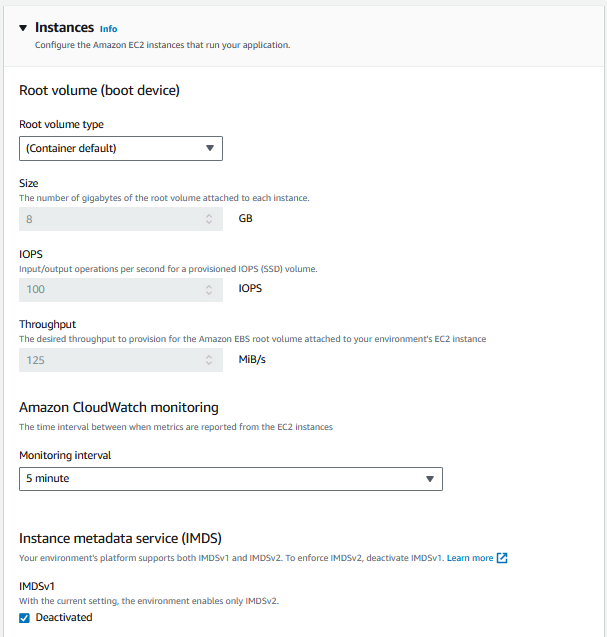 Instances Info
Configure the Amazon EC2 instances that run your application.
Root volume (boot device)
Root volume type
(Container default)
Size
The number of gigabytes of the root volume attached to each instance.
8 GB
IOPS
Input/output operations per second for a provisioned IOPS (SSD) volume.
100 IOPS
Throughput
The desired throughput to provision for the Amazon EBS root volume attached to your environment's EC2 instance
125 MiB/s
Amazon CloudWatch monitoring
The time interval between when metrics are reported from the EC2 instances
Monitoring interval
5 minute
Instance metadata service (IMDS)
Your environment's platform supports both IMDSv1 and IMDSv2. To enforce IMDSv2, deactivate IMDSv1. Learn more
IMDSv1
With the current setting, the environment enables only IMDSv2.
Deactivated